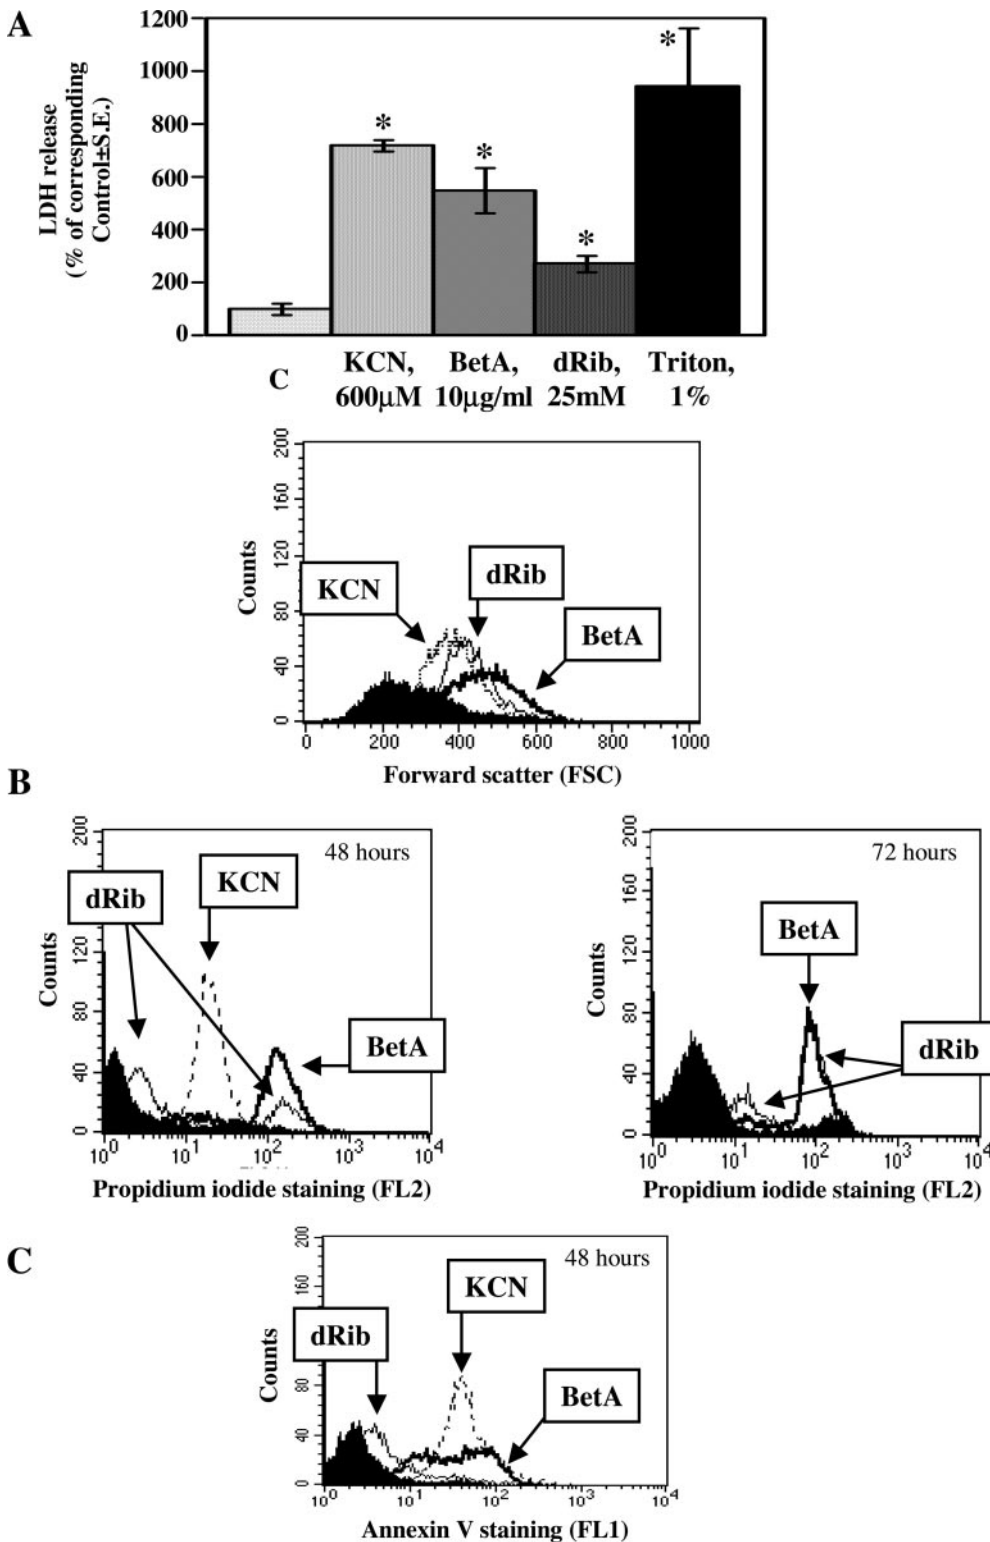 A
LDH release
(% of corresponding
Control±S.E.)
1200
1000
800
600
400
200
0
*
*
*
*
KCN,
600µM
BetA,
10µg/ml
dRib,
25mM
Triton,
1%
C
Counts
200
160
120
80
40
0
KCN
dRib
BetA
0 200 400 600 800 1000
Forward scatter (FSC)
B
Counts
200
160
120
80
40
0
48 hours
dRib
KCN
BetA
10^0 10^1 10^2 10^3 10^4
Propidium iodide staining (FL2)
Counts
200
160
120
80
40
0
72 hours
BetA
dRib
10^0 10^1 10^2 10^3 10^4
Propidium iodide staining (FL2)
C
Counts
200
160
80
40
0
48 hours
KCN
dRib
BetA
10^0 10^1 10^2 10^3 10^4
Annexin V staining (FL1)